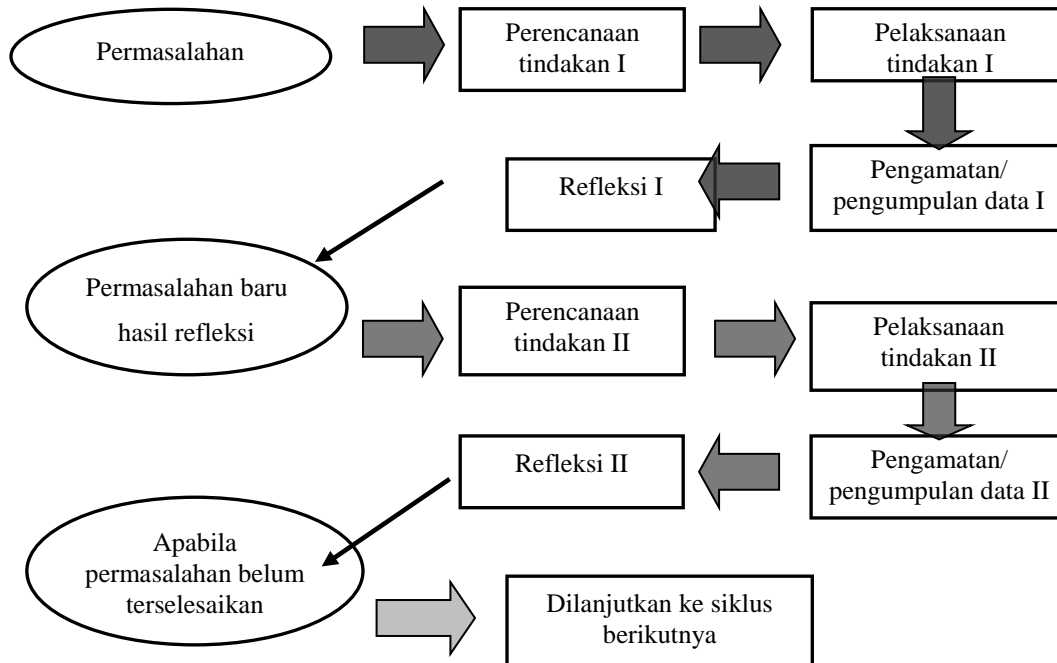 Permasalahan
Perencanaan
tindakan I
Pelaksanaan
tindakan I
Pengamatan/
pengumpulan data I
Refleksi I
Permasalahan baru
hasil refleksi
Perencanaan
tindakan II
Pelaksanaan
tindakan II
Pengamatan/
pengumpulan data II
Refleksi II
Apabila
permasalahan belum
terselesaikan
Dilanjutkan ke siklus
berikutnya